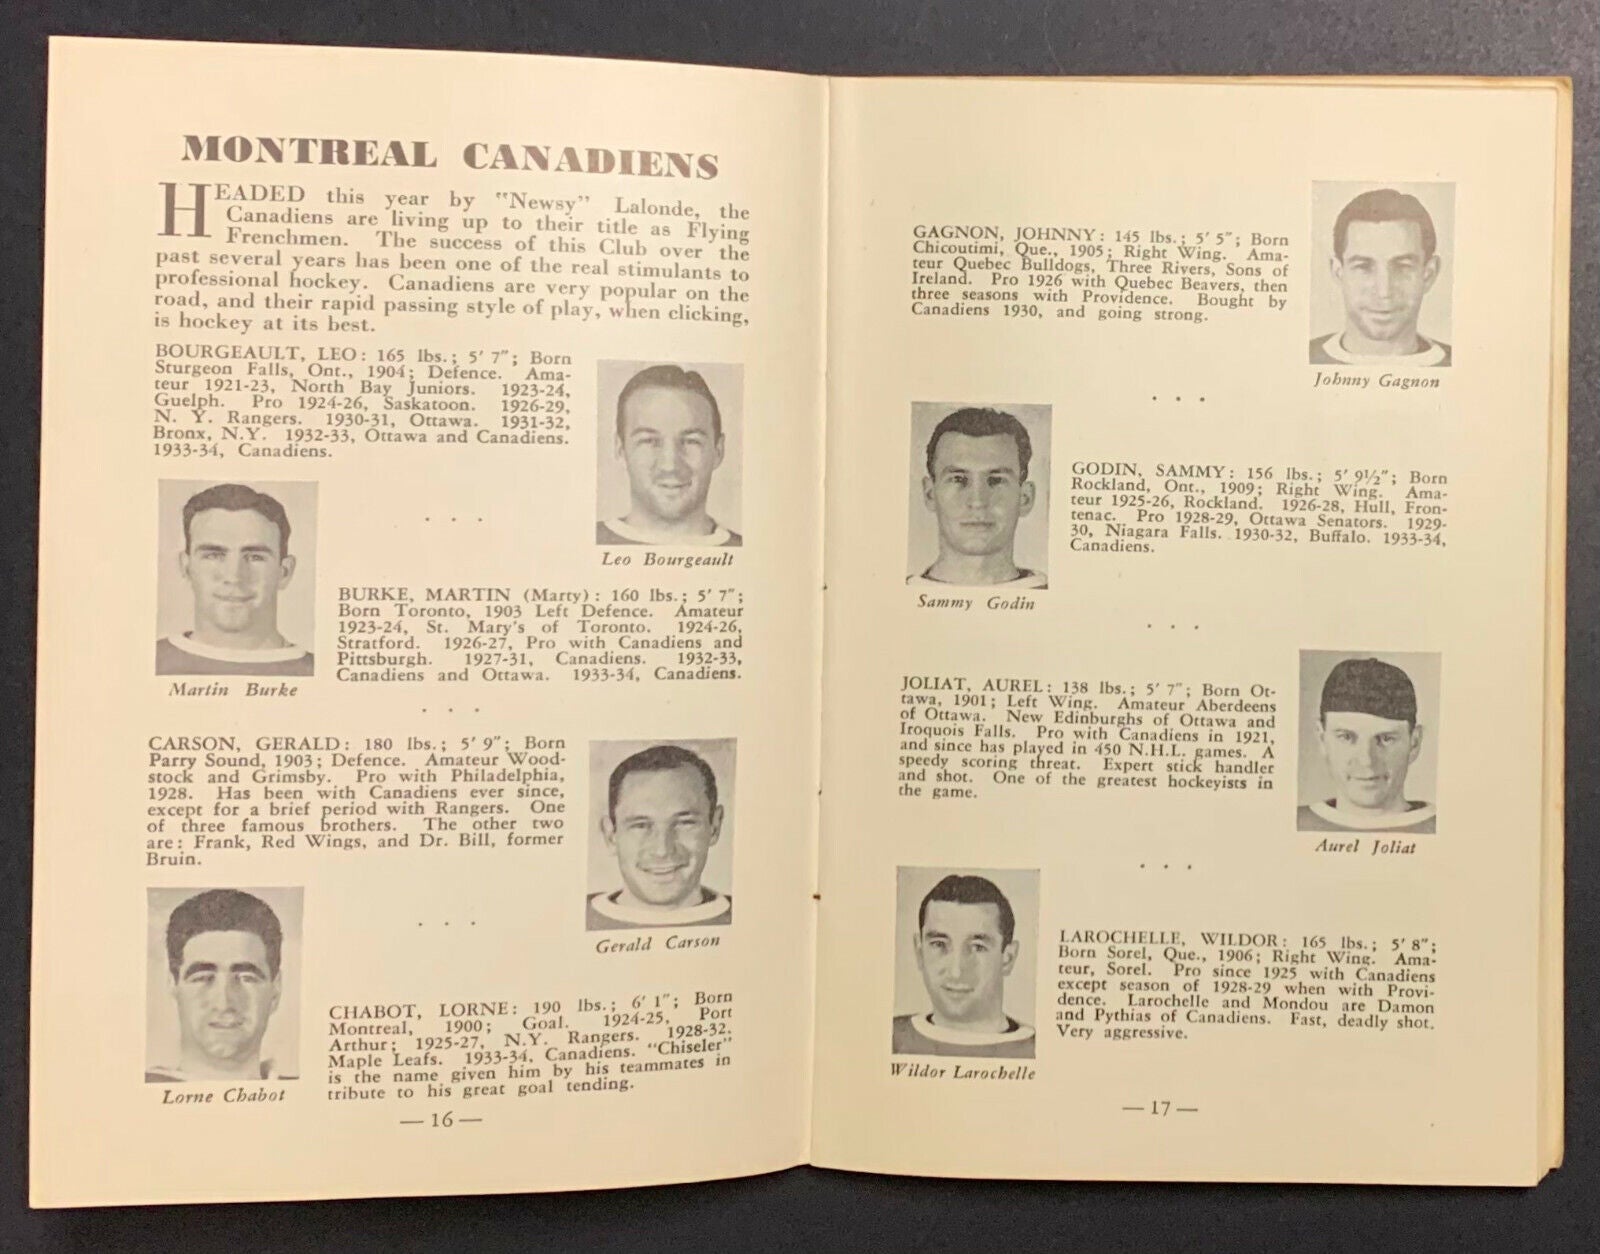 MONTREAL CANADIENS
HEADED this year by "Newsy" Lalonde, the
Canadiens are living up to their title as Flying
Frenchmen. The success of this Club over the
past several years has been one of the real stimulants to
professional hockey. Canadiens are very popular on the
road, and their rapid passing style of play, when clicking,
is hockey at its best.
BOURGEAULT, LEO: 165 lbs.; 5' 7"; Born
Sturgeon Falls, Ont., 1904; Defence. Ama-
teur 1921-23, North Bay Juniors. 1923-24,
Guelph. Pro 1924-26, Saskatoon. 1926-29,
N. Y. Rangers. 1930-31, Ottawa. 1931-32,
Bronx, N.Y. 1932-33, Ottawa and Canadiens.
1933-34, Canadiens.
Leo Bourgeault
. . .
BURKE, MARTIN (Marty): 160 lbs.; 5' 7";
Born Toronto, 1903 Left Defence. Amateur
1923-24, St. Mary's of Toronto. 1924-26,
Stratford. 1926-27, Pro with Canadiens and
Pittsburgh. 1927-31, Canadiens. 1932-33,
Canadiens and Ottawa. 1933-34, Canadiens.
Martin Burke
. . .
CARSON, GERALD: 180 lbs.; 5' 9"; Born
Parry Sound, 1903; Defence. Amateur Wood-
stock and Grimsby. Pro with Philadelphia,
1928. Has been with Canadiens ever since,
except for a brief period with Rangers. One
of three famous brothers. The other two
are: Frank, Red Wings, and Dr. Bill, former
Bruin.
Gerald Carson
. . .
CHABOT, LORNE: 190 lbs.; 6' 1"; Born
Montreal, 1900; Goal. 1924-25, Port
Arthur; 1925-27, N.Y. Rangers. 1928-32,
Maple Leafs. 1933-34, Canadiens. "Chiseler"
is the name given him by his teammates in
tribute to his great goal tending.
Lorne Chabot
— 16 —
GAGNON, JOHNNY: 145 lbs.; 5' 5"; Born
Chicoutimi, Que., 1905; Right Wing. Ama-
teur Quebec Bulldogs, Three Rivers, Sons of
Ireland. Pro 1926 with Quebec Beavers, then
three seasons with Providence. Bought by
Canadiens 1930, and going strong.
Johnny Gagnon
. . .
GODIN, SAMMY: 156 lbs.; 5' 9½"; Born
Rockland, Ont., 1909; Right Wing. Ama-
teur 1925-26, Rockland. 1926-28, Hull, Fron-
tenac. Pro 1928-29, Ottawa Senators. 1929-
30, Niagara Falls. 1930-32, Buffalo. 1933-34,
Canadiens.
Sammy Godin
. . .
JOLIAT, AUREL: 138 lbs.; 5' 7"; Born Ot-
tawa, 1901; Left Wing. Amateur Aberdeens
of Ottawa. New Edinburghs of Ottawa and
Iroquois Falls. Pro with Canadiens in 1921,
and since has played in 450 N.H.L. games. A
speedy scoring threat. Expert stick handler
and shot. One of the greatest hockeyists in
the game.
Aurel Joliat
. . .
LAROCHELLE, WILDOR: 165 lbs.; 5' 8";
Born Sorel, Que., 1906; Right Wing. Ama-
teur, Sorel. Pro since 1925 with Canadiens
except season of 1928-29 when with Provi-
dence. Larochelle and Mondou are Damon
and Pythias of Canadiens. Fast, deadly shot.
Very aggressive.
Wildor Larochelle
— 17 —